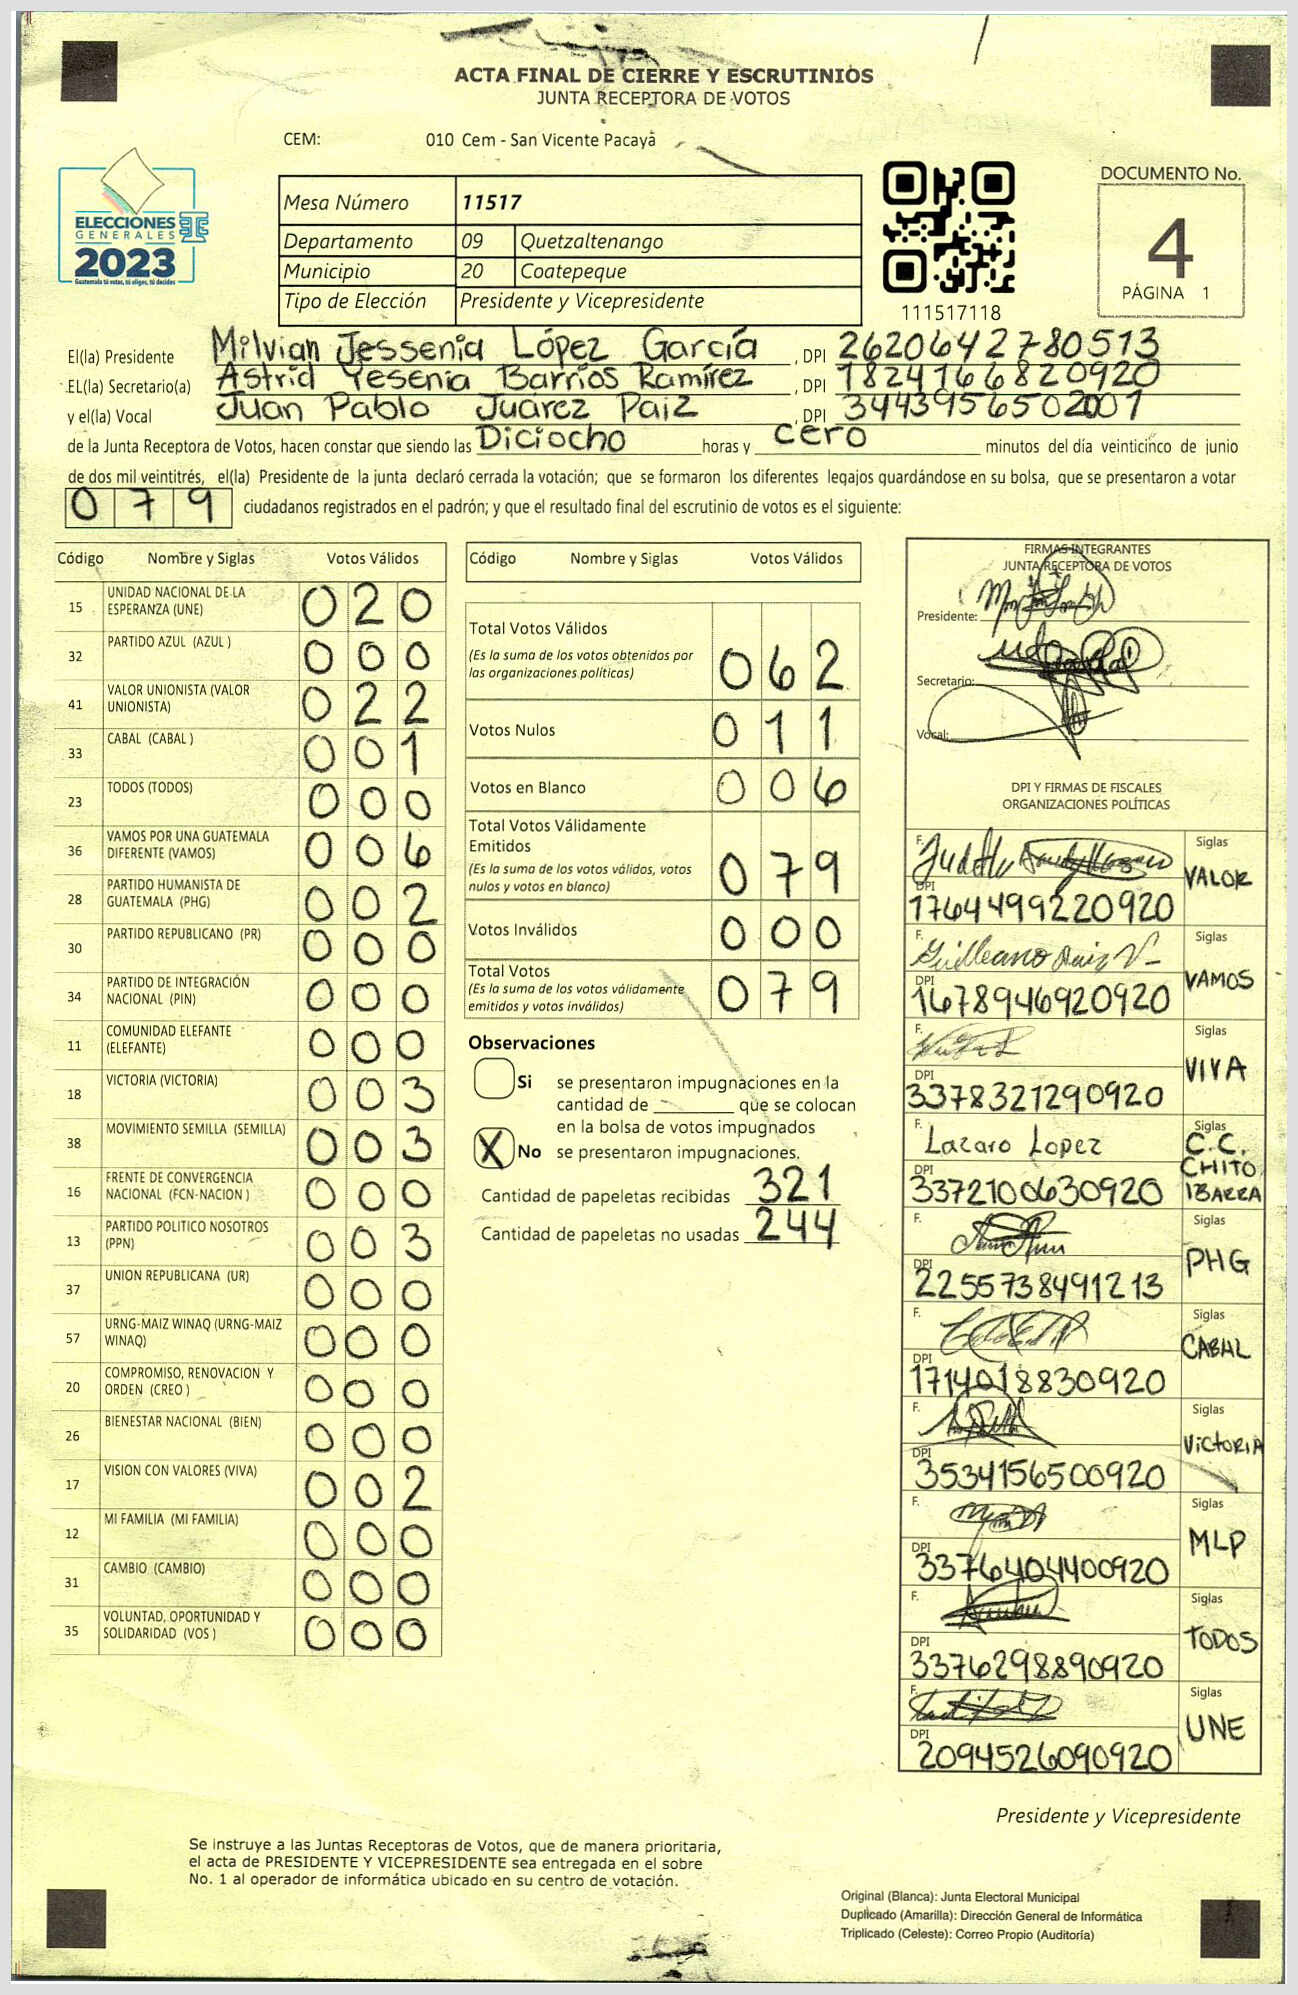 ACTA FINAL DE CIERRE Y ESCRUTINIOS
JUNTA RECEPTORA DE VOTOS
CEM: 010 Cem - San Vicente Pacaya
ELECCIONES
GENERALES
2023
Guatemala tú votas, tú eliges, tú decides
Mesa Número 11517
Departamento 09 Quetzaltenango
Municipio 20 Coatepeque
Tipo de Elección Presidente y Vicepresidente
111517118
DOCUMENTO No.
4
PÁGINA 1
El(la) Presidente Milvian Jessenia López García , DPI 2620642780513
EL(la) Secretario(a) Astrid Yesenia Barrios Ramírez , DPI 1824166820920
y el(la) Vocal Juan Pablo Juárez Paiz , DPI 3443956502001
de la Junta Receptora de Votos, hacen constar que siendo las Diciocho horas y cero minutos del día veinticinco de junio
de dos mil veintitrés, el(la) Presidente de la junta declaró cerrada la votación; que se formaron los diferentes legajos guardándose en su bolsa, que se presentaron a votar
079 ciudadanos registrados en el padrón; y que el resultado final del escrutinio de votos es el siguiente:
Código Nombre y Siglas Votos Válidos
15 UNIDAD NACIONAL DE LA ESPERANZA (UNE) 020
32 PARTIDO AZUL (AZUL ) 000
41 VALOR UNIONISTA (VALOR UNIONISTA) 022
33 CABAL (CABAL ) 001
23 TODOS (TODOS) 000
36 VAMOS POR UNA GUATEMALA DIFERENTE (VAMOS) 006
28 PARTIDO HUMANISTA DE GUATEMALA (PHG) 002
30 PARTIDO REPUBLICANO (PR) 000
34 PARTIDO DE INTEGRACIÓN NACIONAL (PIN) 000
11 COMUNIDAD ELEFANTE (ELEFANTE) 000
18 VICTORIA (VICTORIA) 003
38 MOVIMIENTO SEMILLA (SEMILLA) 003
16 FRENTE DE CONVERGENCIA NACIONAL (FCN-NACION ) 000
13 PARTIDO POLITICO NOSOTROS (PPN) 003
37 UNION REPUBLICANA (UR) 000
57 URNG-MAIZ WINAQ (URNG-MAIZ WINAQ) 000
20 COMPROMISO, RENOVACION Y ORDEN (CREO ) 000
26 BIENESTAR NACIONAL (BIEN) 000
17 VISION CON VALORES (VIVA) 002
12 MI FAMILIA (MI FAMILIA) 000
31 CAMBIO (CAMBIO) 000
35 VOLUNTAD, OPORTUNIDAD Y SOLIDARIDAD (VOS ) 000
Código Nombre y Siglas Votos Válidos
Total Votos Válidos 062
(Es la suma de los votos obtenidos por
las organizaciones políticas)
Votos Nulos 011
Votos en Blanco 006
Total Votos Válidamente
Emitidos 079
(Es la suma de los votos válidos, votos
nulos y votos en blanco)
Votos Inválidos 000
Total Votos 079
(Es la suma de los votos válidamente
emitidos y votos inválidos)
Observaciones
Si se presentaron impugnaciones en la
cantidad de ________ que se colocan
en la bolsa de votos impugnados
X No se presentaron impugnaciones.
Cantidad de papeletas recibidas 321
Cantidad de papeletas no usadas 244
FIRMAS INTEGRANTES
JUNTA RECEPTORA DE VOTOS
Presidente:
Secretario:
Vocal:
DPI Y FIRMAS DE FISCALES
ORGANIZACIONES POLÍTICAS
F. Judith Siglas VALOR
DPI 1764499220920
F. Siglas VAMOS
DPI 1678946920920
F. Siglas VIVA
DPI 3378321290920
F. Lazaro Lopez Siglas C.C. CHITO IBARRA
DPI 3372100630920
F. Siglas PHG
DPI 2255738491213
F. Siglas CABAL
DPI 1714018830920
F. Siglas VICTORIA
DPI 3534156500920
F. Siglas MLP
DPI 3376404400920
F. Siglas TODOS
DPI 3376298890920
F. Siglas UNE
DPI 2094526090920
Presidente y Vicepresidente
Se instruye a las Juntas Receptoras de Votos, que de manera prioritaria,
el acta de PRESIDENTE Y VICEPRESIDENTE sea entregada en el sobre
No. 1 al operador de informática ubicado en su centro de votación.
Original (Blanca): Junta Electoral Municipal
Duplicado (Amarilla): Dirección General de Informática
Triplicado (Celeste): Correo Propio (Auditoría)